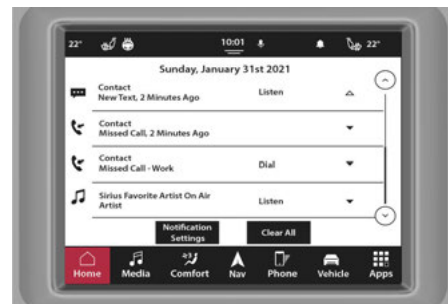 22° 10:01 22°
Sunday, January 31st 2021
Contact
New Text, 2 Minutes Ago Listen
Contact
Missed Call, 2 Minutes Ago
Contact
Missed Call - Work Dial
Sirius Favorite Artist On Air
Artist Listen
Notification
Settings
Clear All
Home Media Comfort Nav Phone Vehicle Apps